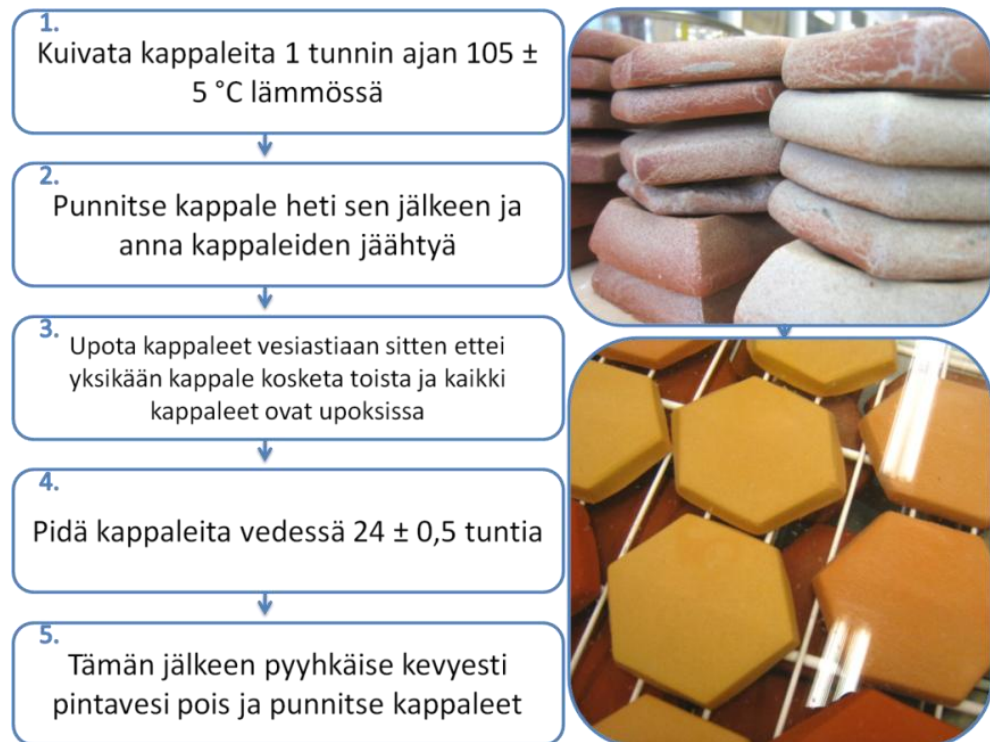 1.
Kuivata kappaleita 1 tunnin ajan 105 ±
5 °C lämmössä
2.
Punnitse kappale heti sen jälkeen ja
anna kappaleiden jäähtyä
3.
Upota kappaleet vesiastiaan sitten ettei
yksikään kappale kosketa toista ja kaikki
kappaleet ovat upoksissa
4.
Pidä kappaleita vedessä 24 ± 0,5 tuntia
5.
Tämän jälkeen pyyhkäise kevyesti
pintavesi pois ja punnitse kappaleet